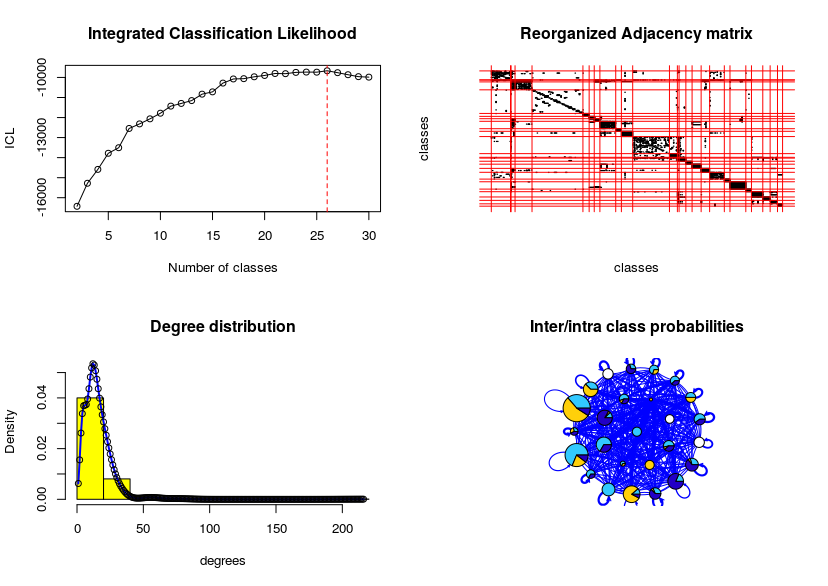 Integrated Classification Likelihood
ICL
-10000
-13000
-16000
5 10 15 20 25 30
Number of classes
Reorganized Adjacency matrix
classes
classes
Degree distribution
Density
0.04
0.02
0.00
0 50 100 150 200
degrees
Inter/intra class probabilities